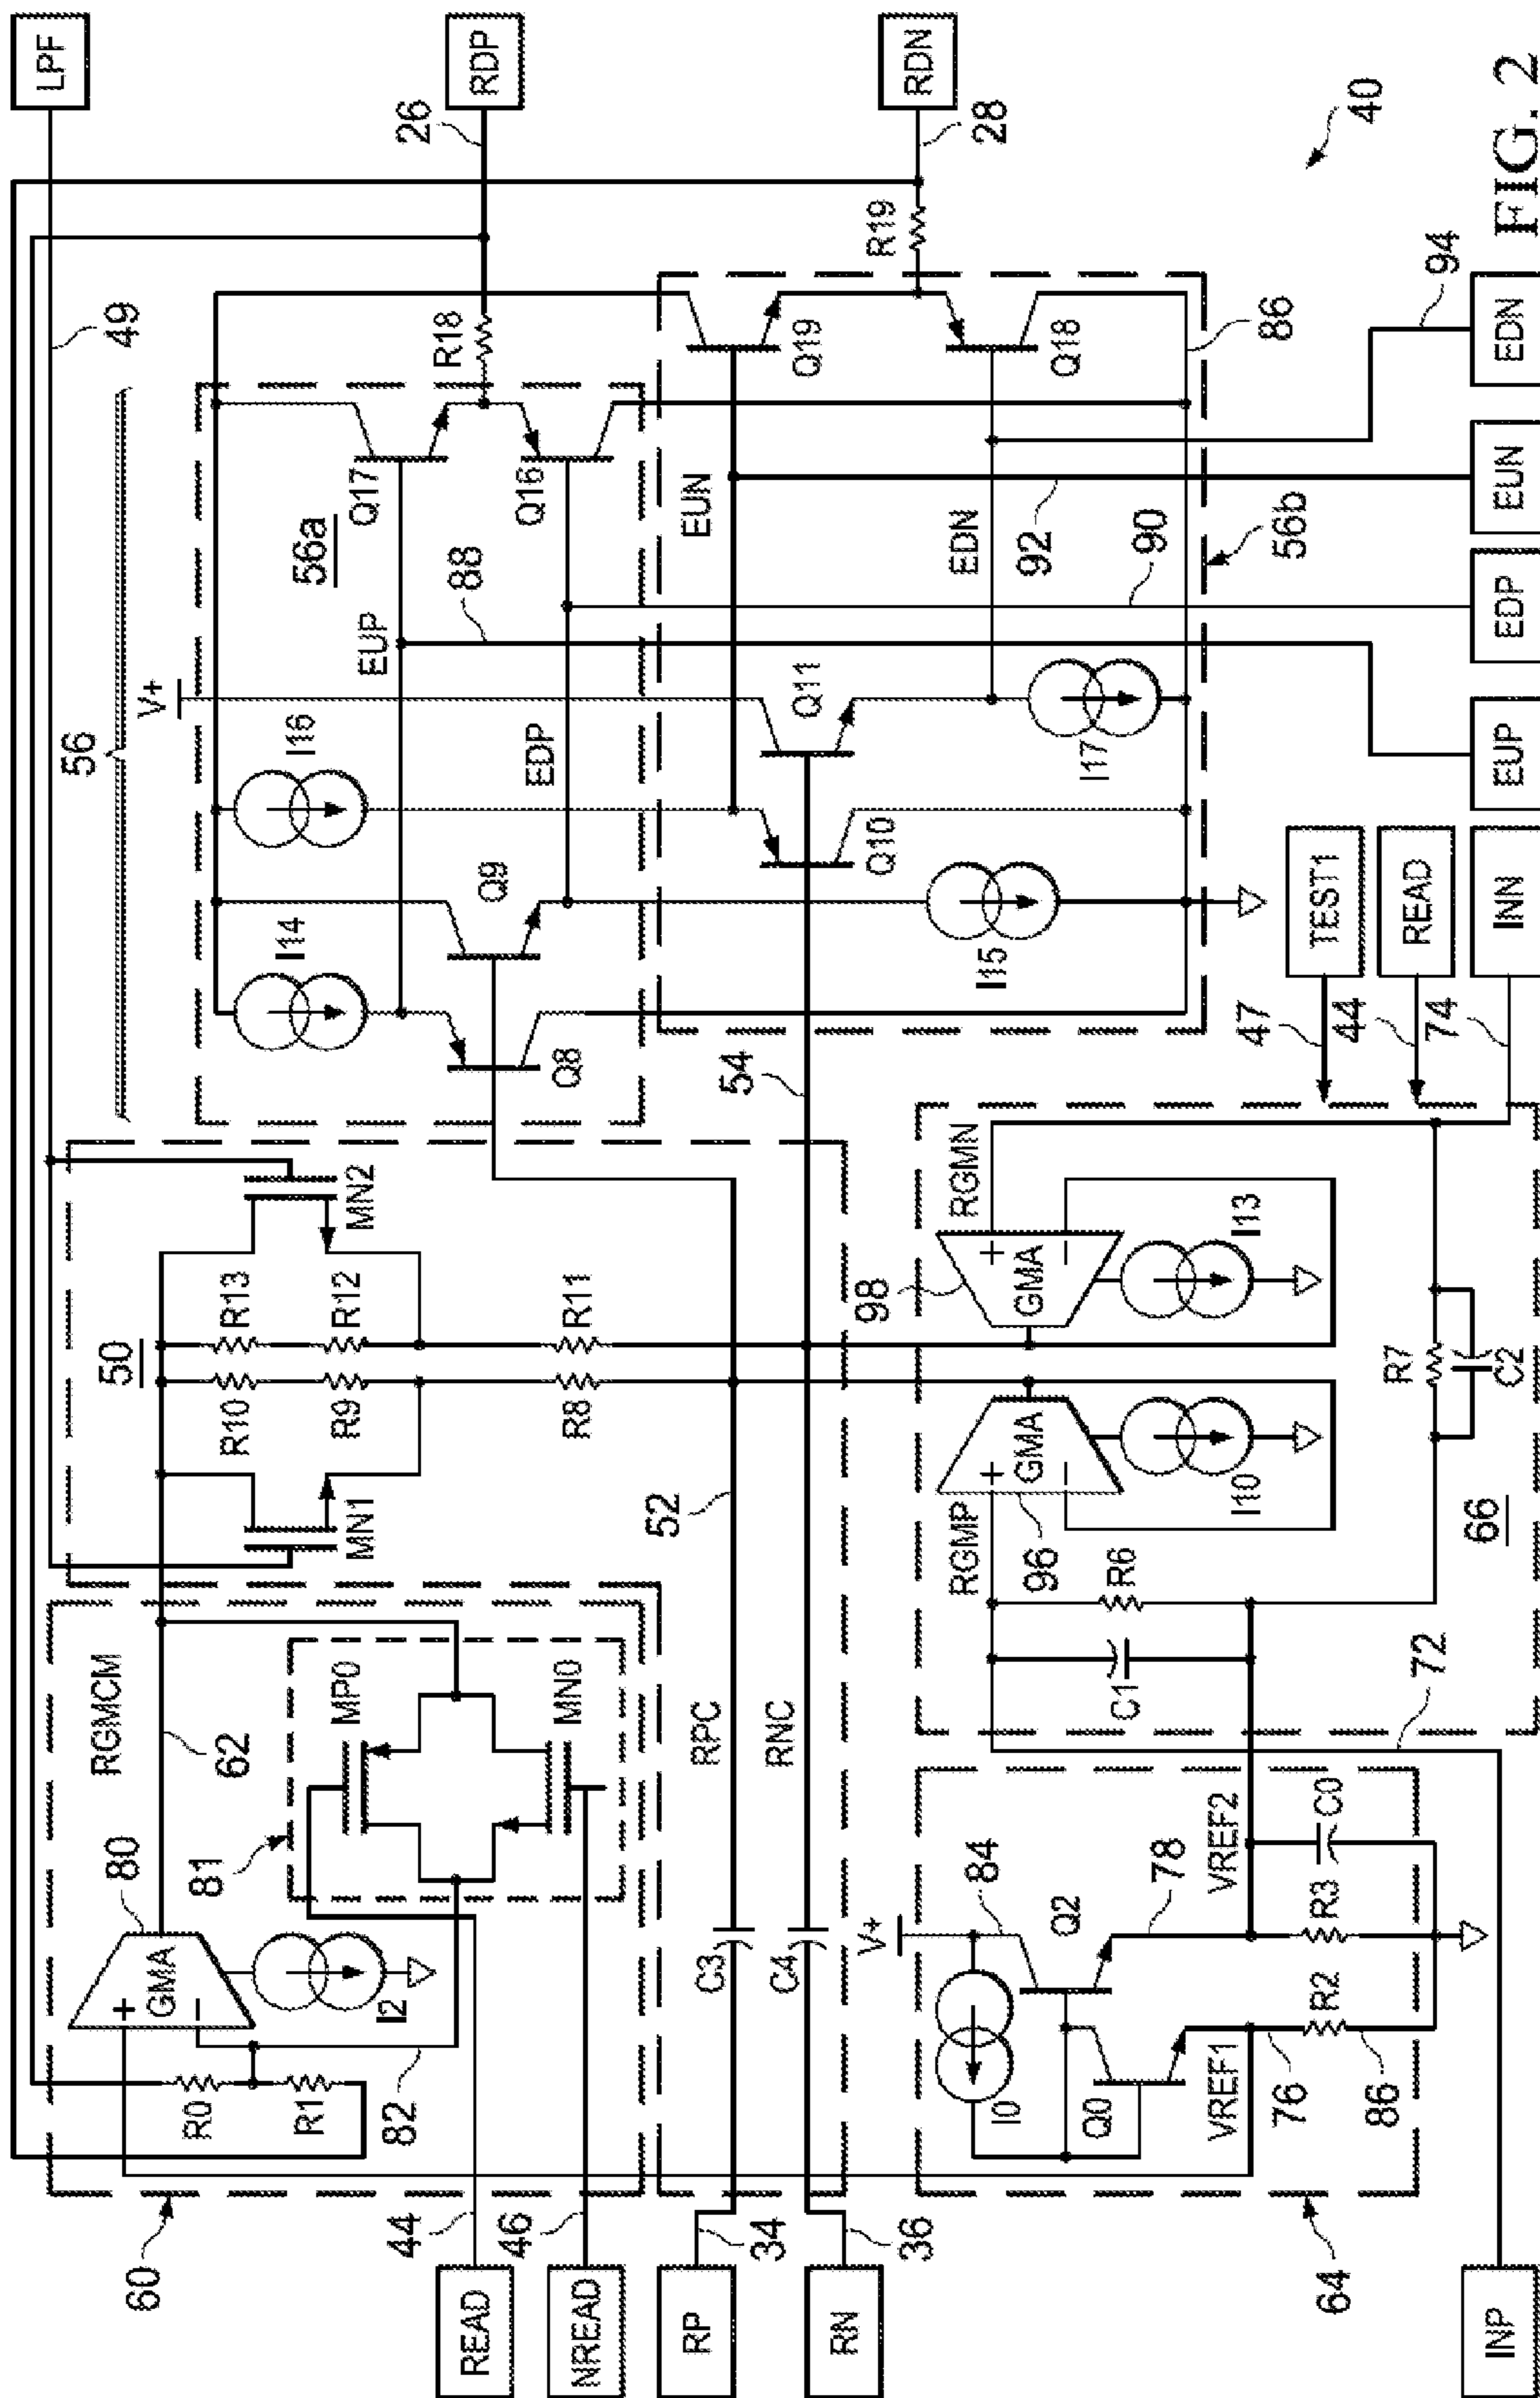 LPF
RDP
RDN
26
28
40
FIG. 2
49
56
R18
R19
94
EDN
EUN
EDP
EUP
Q17
56a
Q16
Q19
Q18
86
EUN
EDN
92
90
56b
88
EUP
V+
I16
EDP
Q11
I17
Q9
Q10
I14
I15
Q8
54
47
44
74
TEST1
READ
INN
MN2
50
R13
R12
R11
R10
R9
R8
MN1
52
98
RGMN
+
GMA
−
I13
R7
C2
RGMP
+
GMA
−
I10
96
66
R6
C1
72
RGMCM
62
MP0
MN0
81
80
+
GMA
−
I2
R0
R1
82
60
RPC
RNC
C3
C4
V+
84
Q2
78
VREF2
C0
R3
R2
I0
Q0
VREF1
76
86
64
44
46
34
36
READ
NREAD
RP
RN
INP